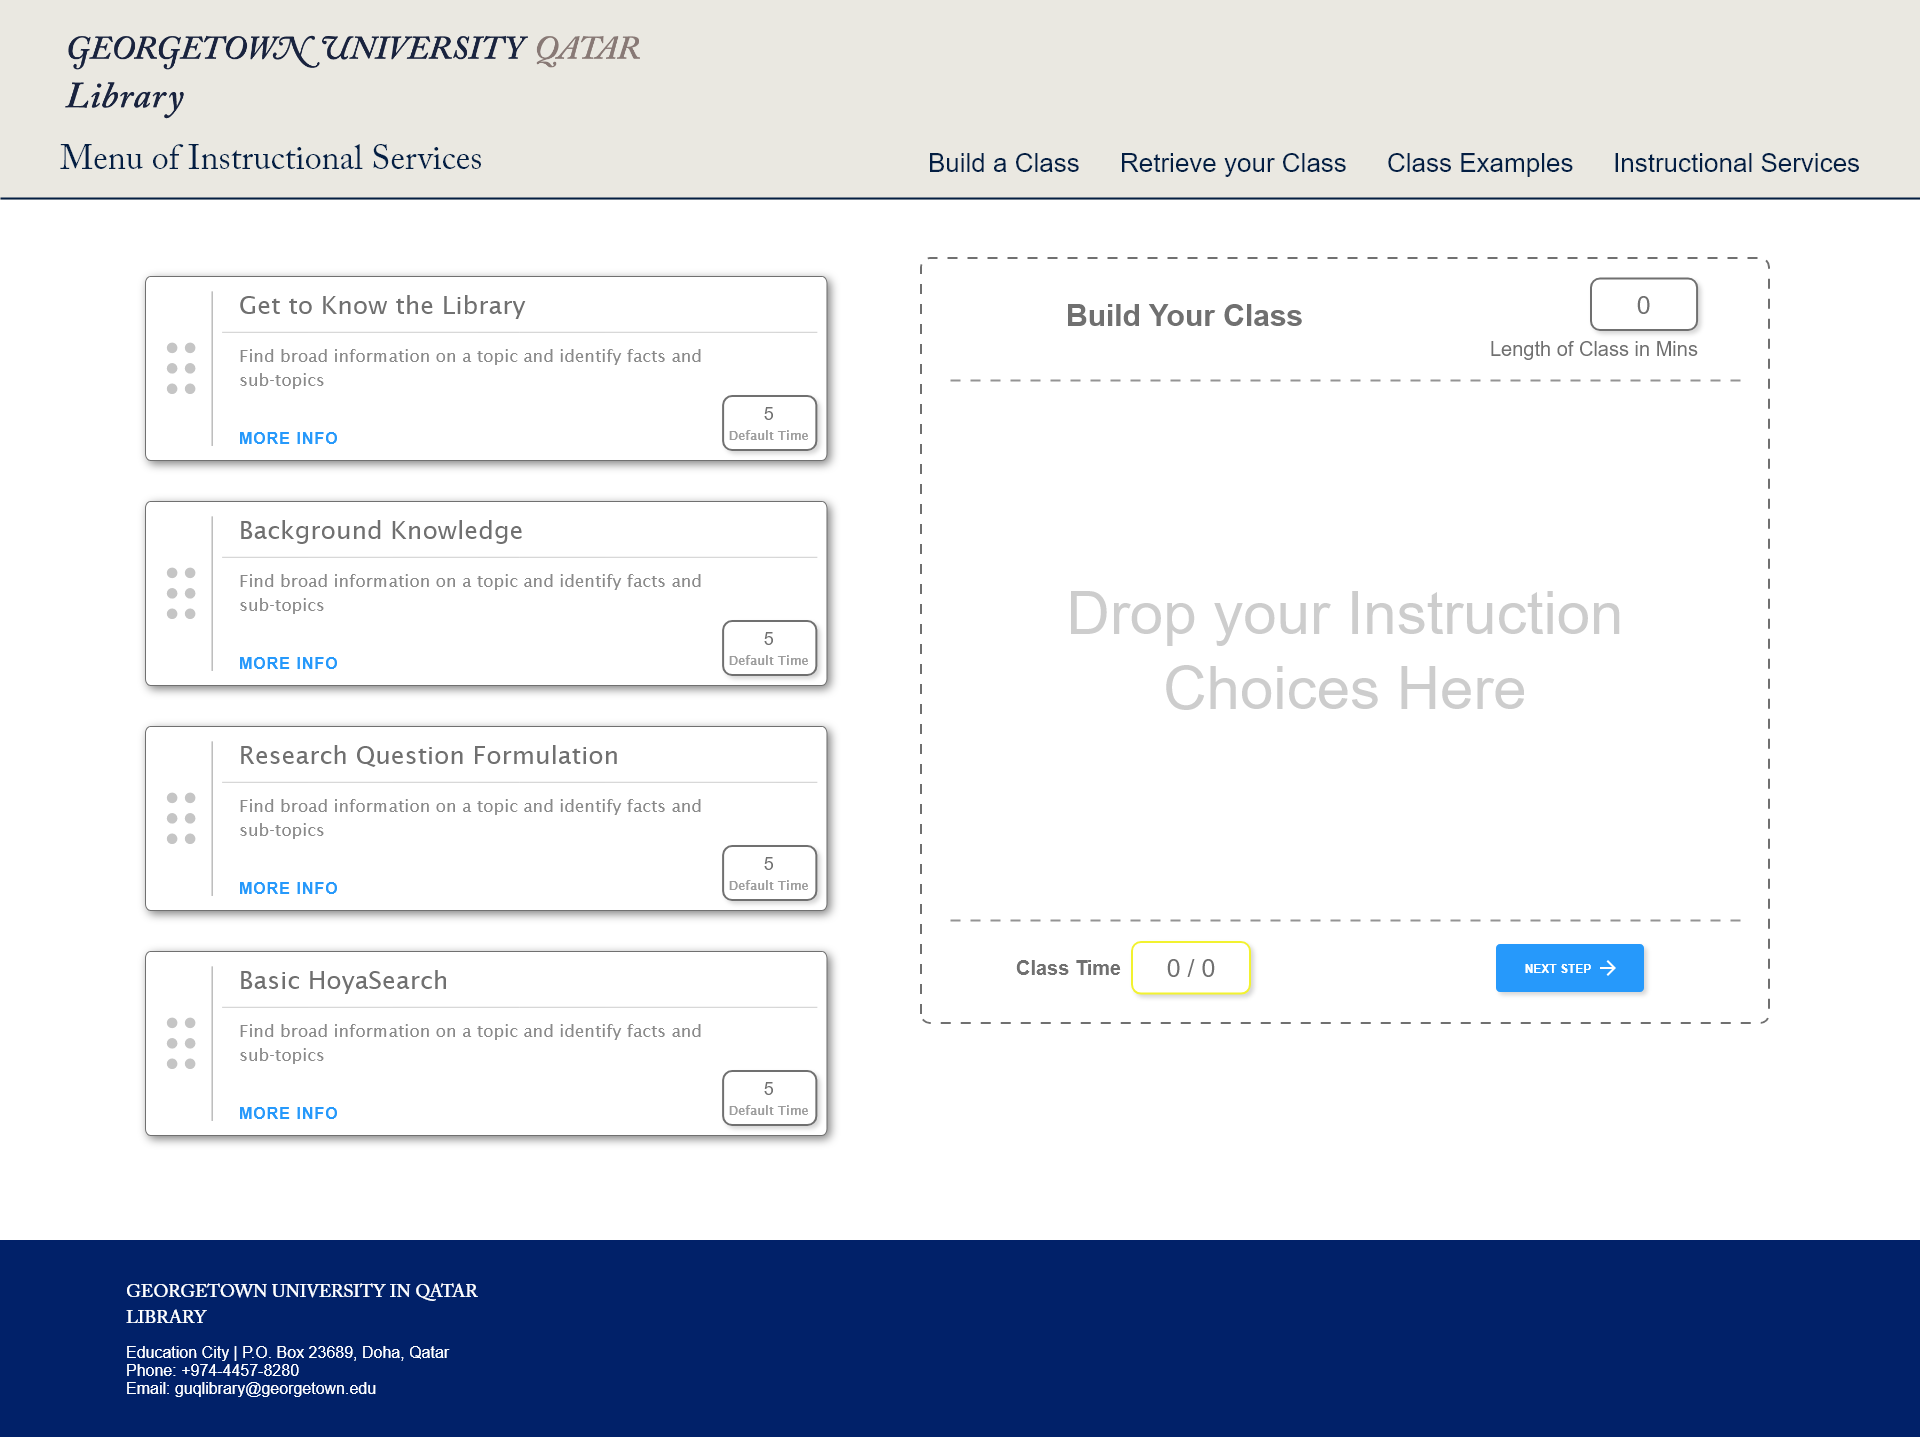 GEORGETOWN UNIVERSITY QATAR
Library
Menu of Instructional Services
Build a Class
Retrieve your Class
Class Examples
Instructional Services
Get to Know the Library
Find broad information on a topic and identify facts and
sub-topics
MORE INFO
5
Default Time
Background Knowledge
Find broad information on a topic and identify facts and
sub-topics
MORE INFO
5
Default Time
Research Question Formulation
Find broad information on a topic and identify facts and
sub-topics
MORE INFO
5
Default Time
Basic HoyaSearch
Find broad information on a topic and identify facts and
sub-topics
MORE INFO
5
Default Time
Build Your Class
0
Length of Class in Mins
Drop your Instruction
Choices Here
Class Time
0 / 0
NEXT STEP
GEORGETOWN UNIVERSITY IN QATAR
LIBRARY
Education City | P.O. Box 23689, Doha, Qatar
Phone: +974-4457-8280
Email: guqlibrary@georgetown.edu